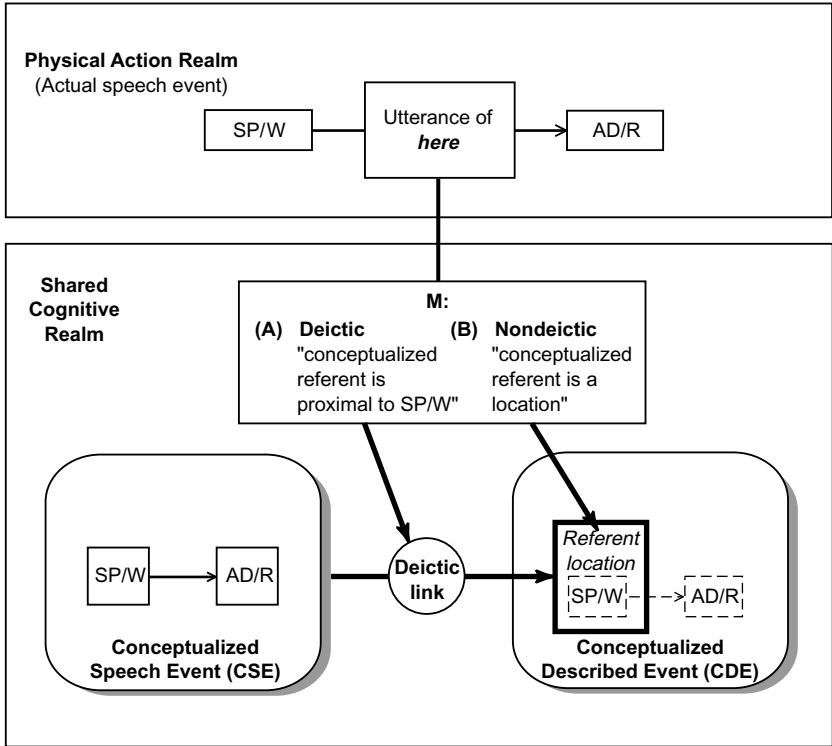 Physical Action Realm
(Actual speech event)
SP/W
Utterance of
here
AD/R
Shared
Cognitive
Realm
M:
(A) Deictic
"conceptualized
referent is
proximal to SP/W"
(B) Nondeictic
"conceptualized
referent is a
location"
SP/W
AD/R
Conceptualized
Speech Event (CSE)
Deictic
link
Referent
location
SP/W
AD/R
Conceptualized
Described Event (CDE)